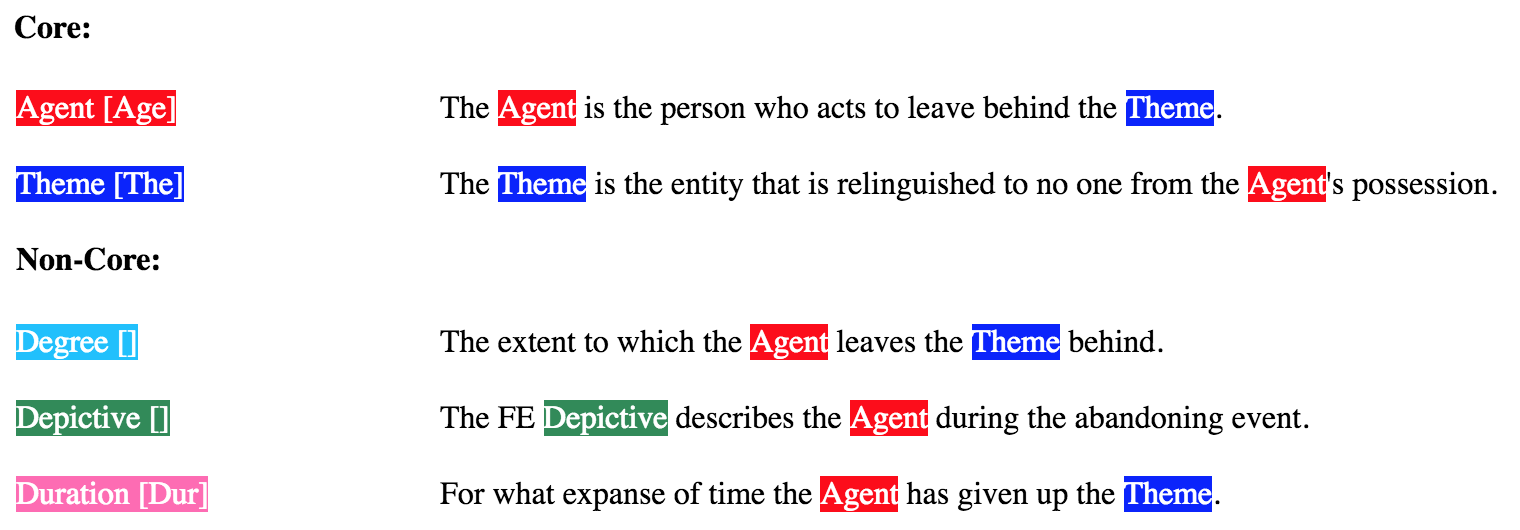 Core:
Agent [Age] The Agent is the person who acts to leave behind the Theme.
Theme [The] The Theme is the entity that is relinguished to no one from the Agent's possession.
Non-Core:
Degree [] The extent to which the Agent leaves the Theme behind.
Depictive [] The FE Depictive describes the Agent during the abandoning event.
Duration [Dur] For what expanse of time the Agent has given up the Theme.